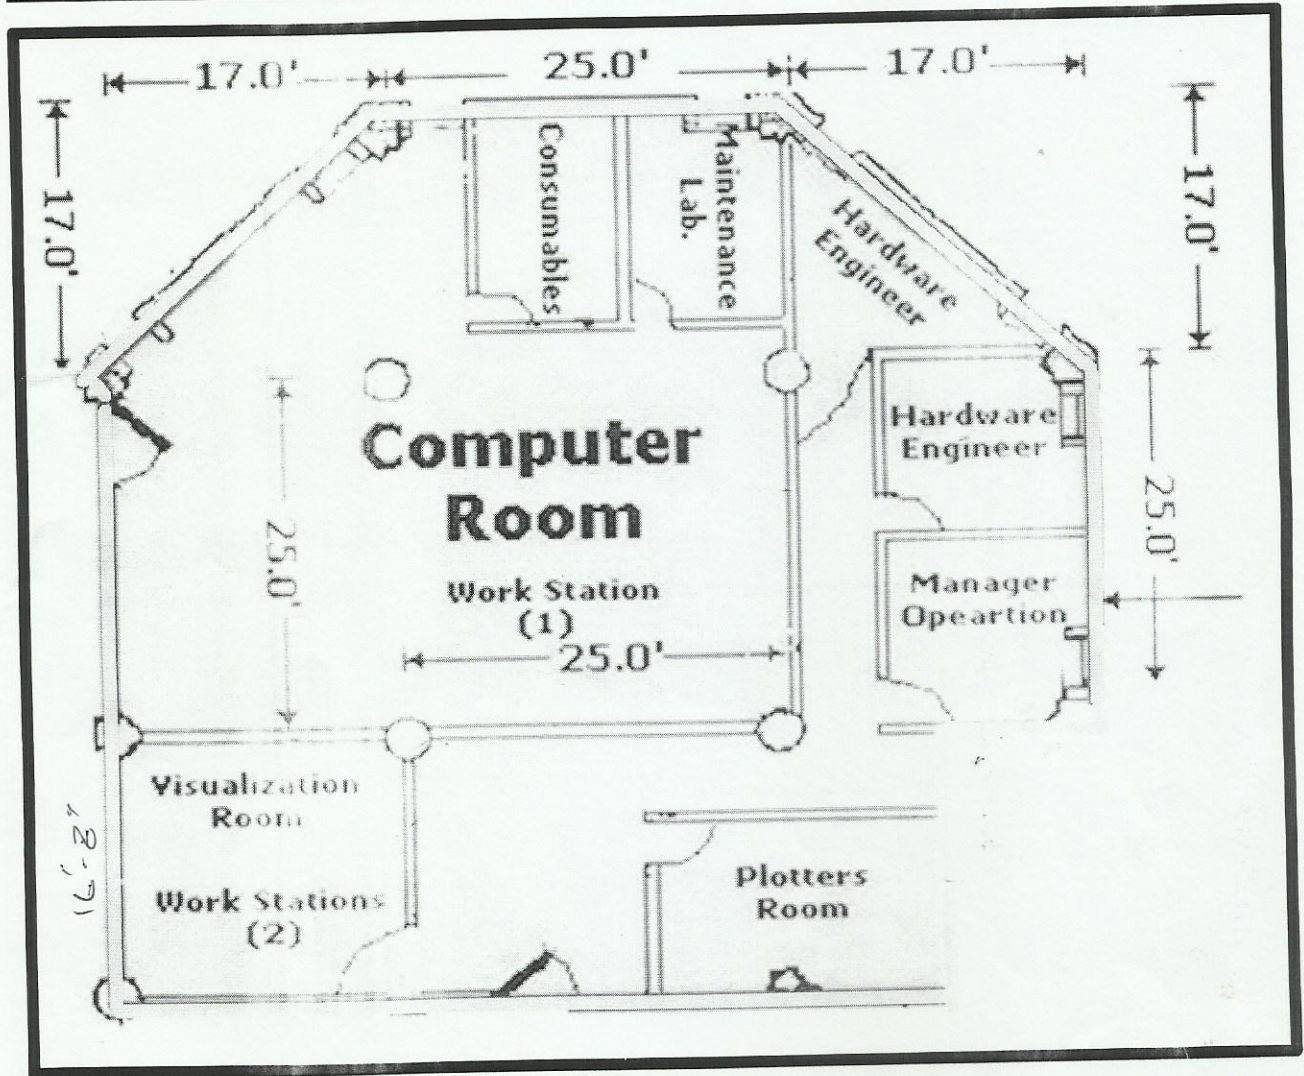 17.0'
25.0'
17.0'
17.0'
17.0'
Consumables
Maintenance
Lab.
Hardware
Engineer
Computer
Room
Hardware
Engineer
25.0'
25.0'
Work Station
(1)
Manager
Opeartion
25.0'
Visualization
Room
16'-8"
Work Stations
(2)
Plotters
Room